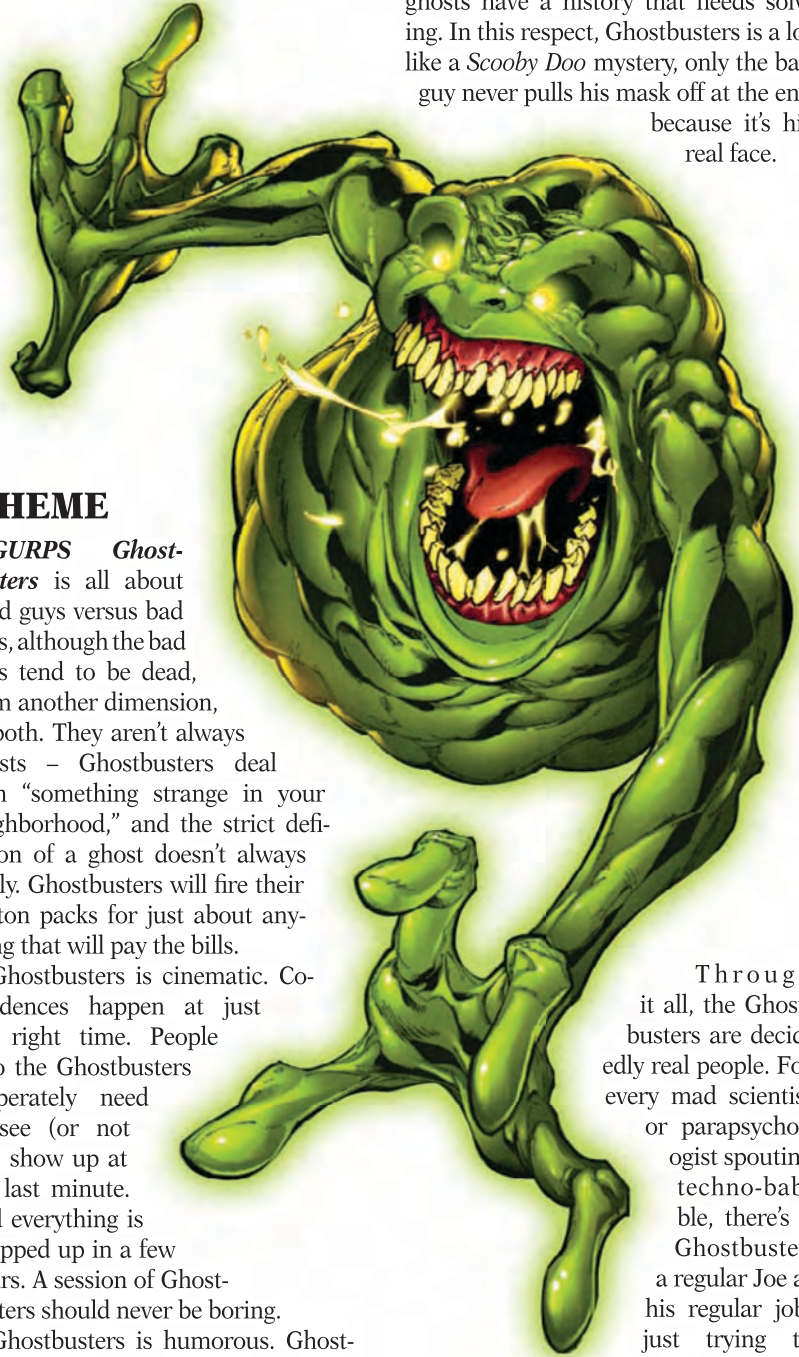 HEME
GURPS Ghost-
ters is all about
d guys versus bad
s, although the bad
s tend to be dead,
m another dimension,
both. They aren’t always
sts – Ghostbusters deal
n “something strange in your
ghborhood,” and the strict defi-
on of a ghost doesn’t always
ly. Ghostbusters will fire their
ton packs for just about any-
ng that will pay the bills.
Ghostbusters is cinematic. Co-
dences happen at just
right time. People
o the Ghostbusters
perately need
see (or not
show up at
last minute.
l everything is
pped up in a few
rs. A session of Ghost-
ters should never be boring.
Ghostbusters is humorous. Ghost-
ghosts have a history that needs solv
ing. In this respect, Ghostbusters is a lo
like a Scooby Doo mystery, only the ba
guy never pulls his mask off at the en
because it’s hi
real face.
Throug
it all, the Ghost
busters are decid
edly real people. Fo
every mad scientis
or parapsycho
ogist spoutin
techno-bab
ble, there’s
Ghostbuste
a regular Joe a
his regular job
just trying t